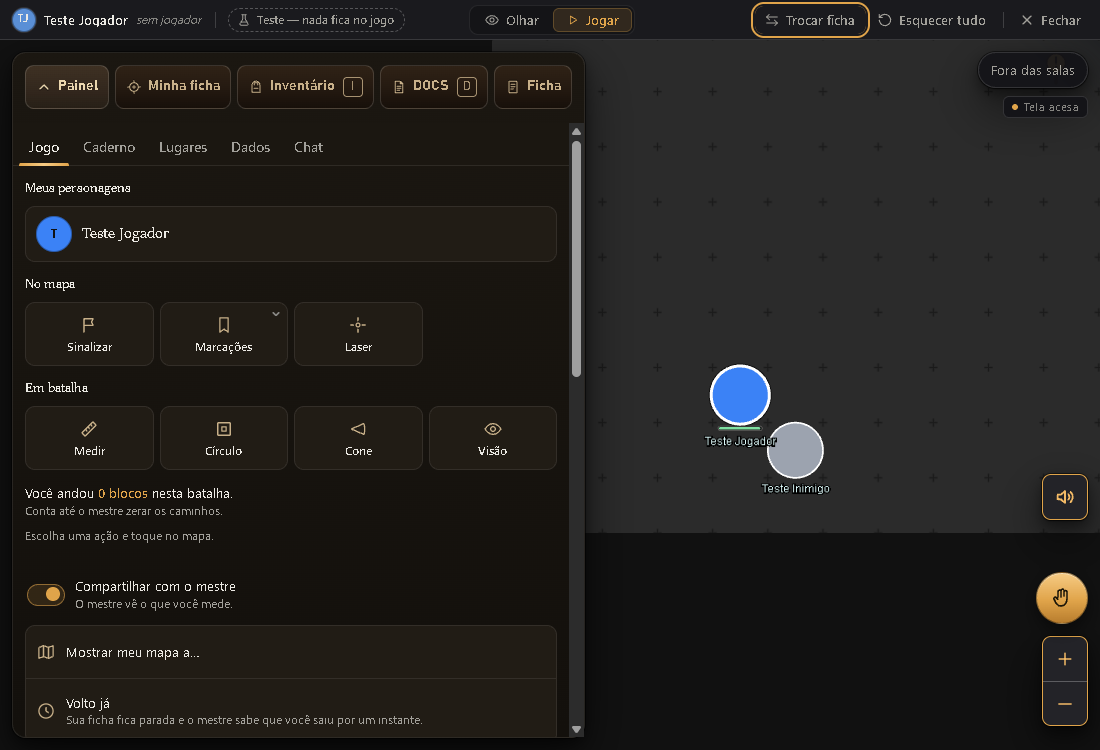 TJ Teste Jogador sem jogador Teste — nada fica no jogo Olhar Jogar Trocar ficha Esquecer tudo Fechar
Painel Minha ficha Inventário I DOCS D Ficha
Fora das salas
Tela acesa
Jogo Caderno Lugares Dados Chat
Meus personagens
T Teste Jogador
No mapa
Sinalizar Marcações Laser
Em batalha
Medir Círculo Cone Visão
Você andou 0 blocos nesta batalha.
Conta até o mestre zerar os caminhos.
Escolha uma ação e toque no mapa.
Compartilhar com o mestre
O mestre vê o que você mede.
Mostrar meu mapa a...
Volto já
Sua ficha fica parada e o mestre sabe que você saiu por um instante.
Teste Jogador
Teste Inimigo